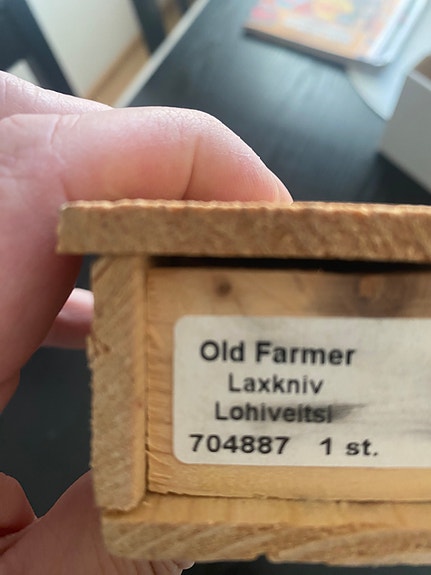 Old Farmer
Laxkniv
Lohiveitsi
704887 1 st.